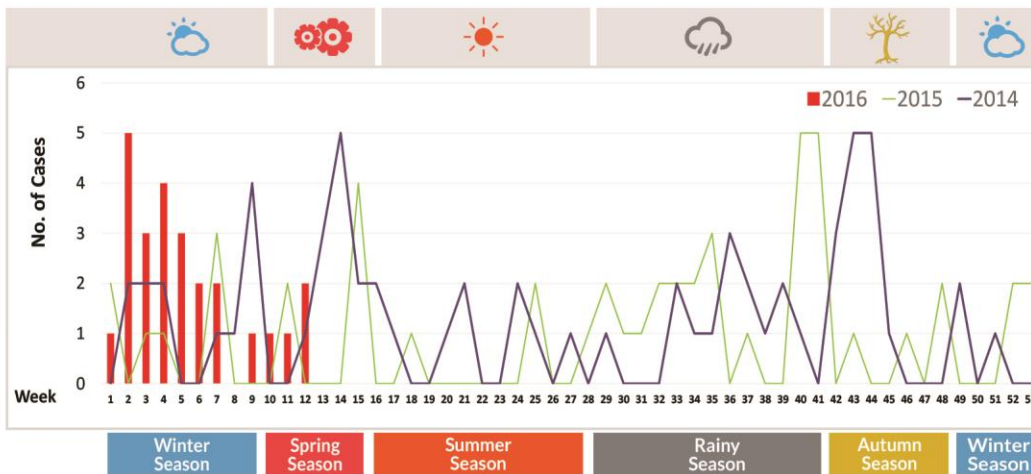 6
2016 2015 2014
5
4
3
2
1
0
No. of Cases
Week 1 2 3 4 5 6 7 8 9 10 11 12 13 14 15 16 17 18 19 20 21 22 23 24 25 26 27 28 29 30 31 32 33 34 35 36 37 38 39 40 41 42 43 44 45 46 47 48 49 50 51 52
Winter Season
Spring Season
Summer Season
Rainy Season
Autumn Season
Winter Season